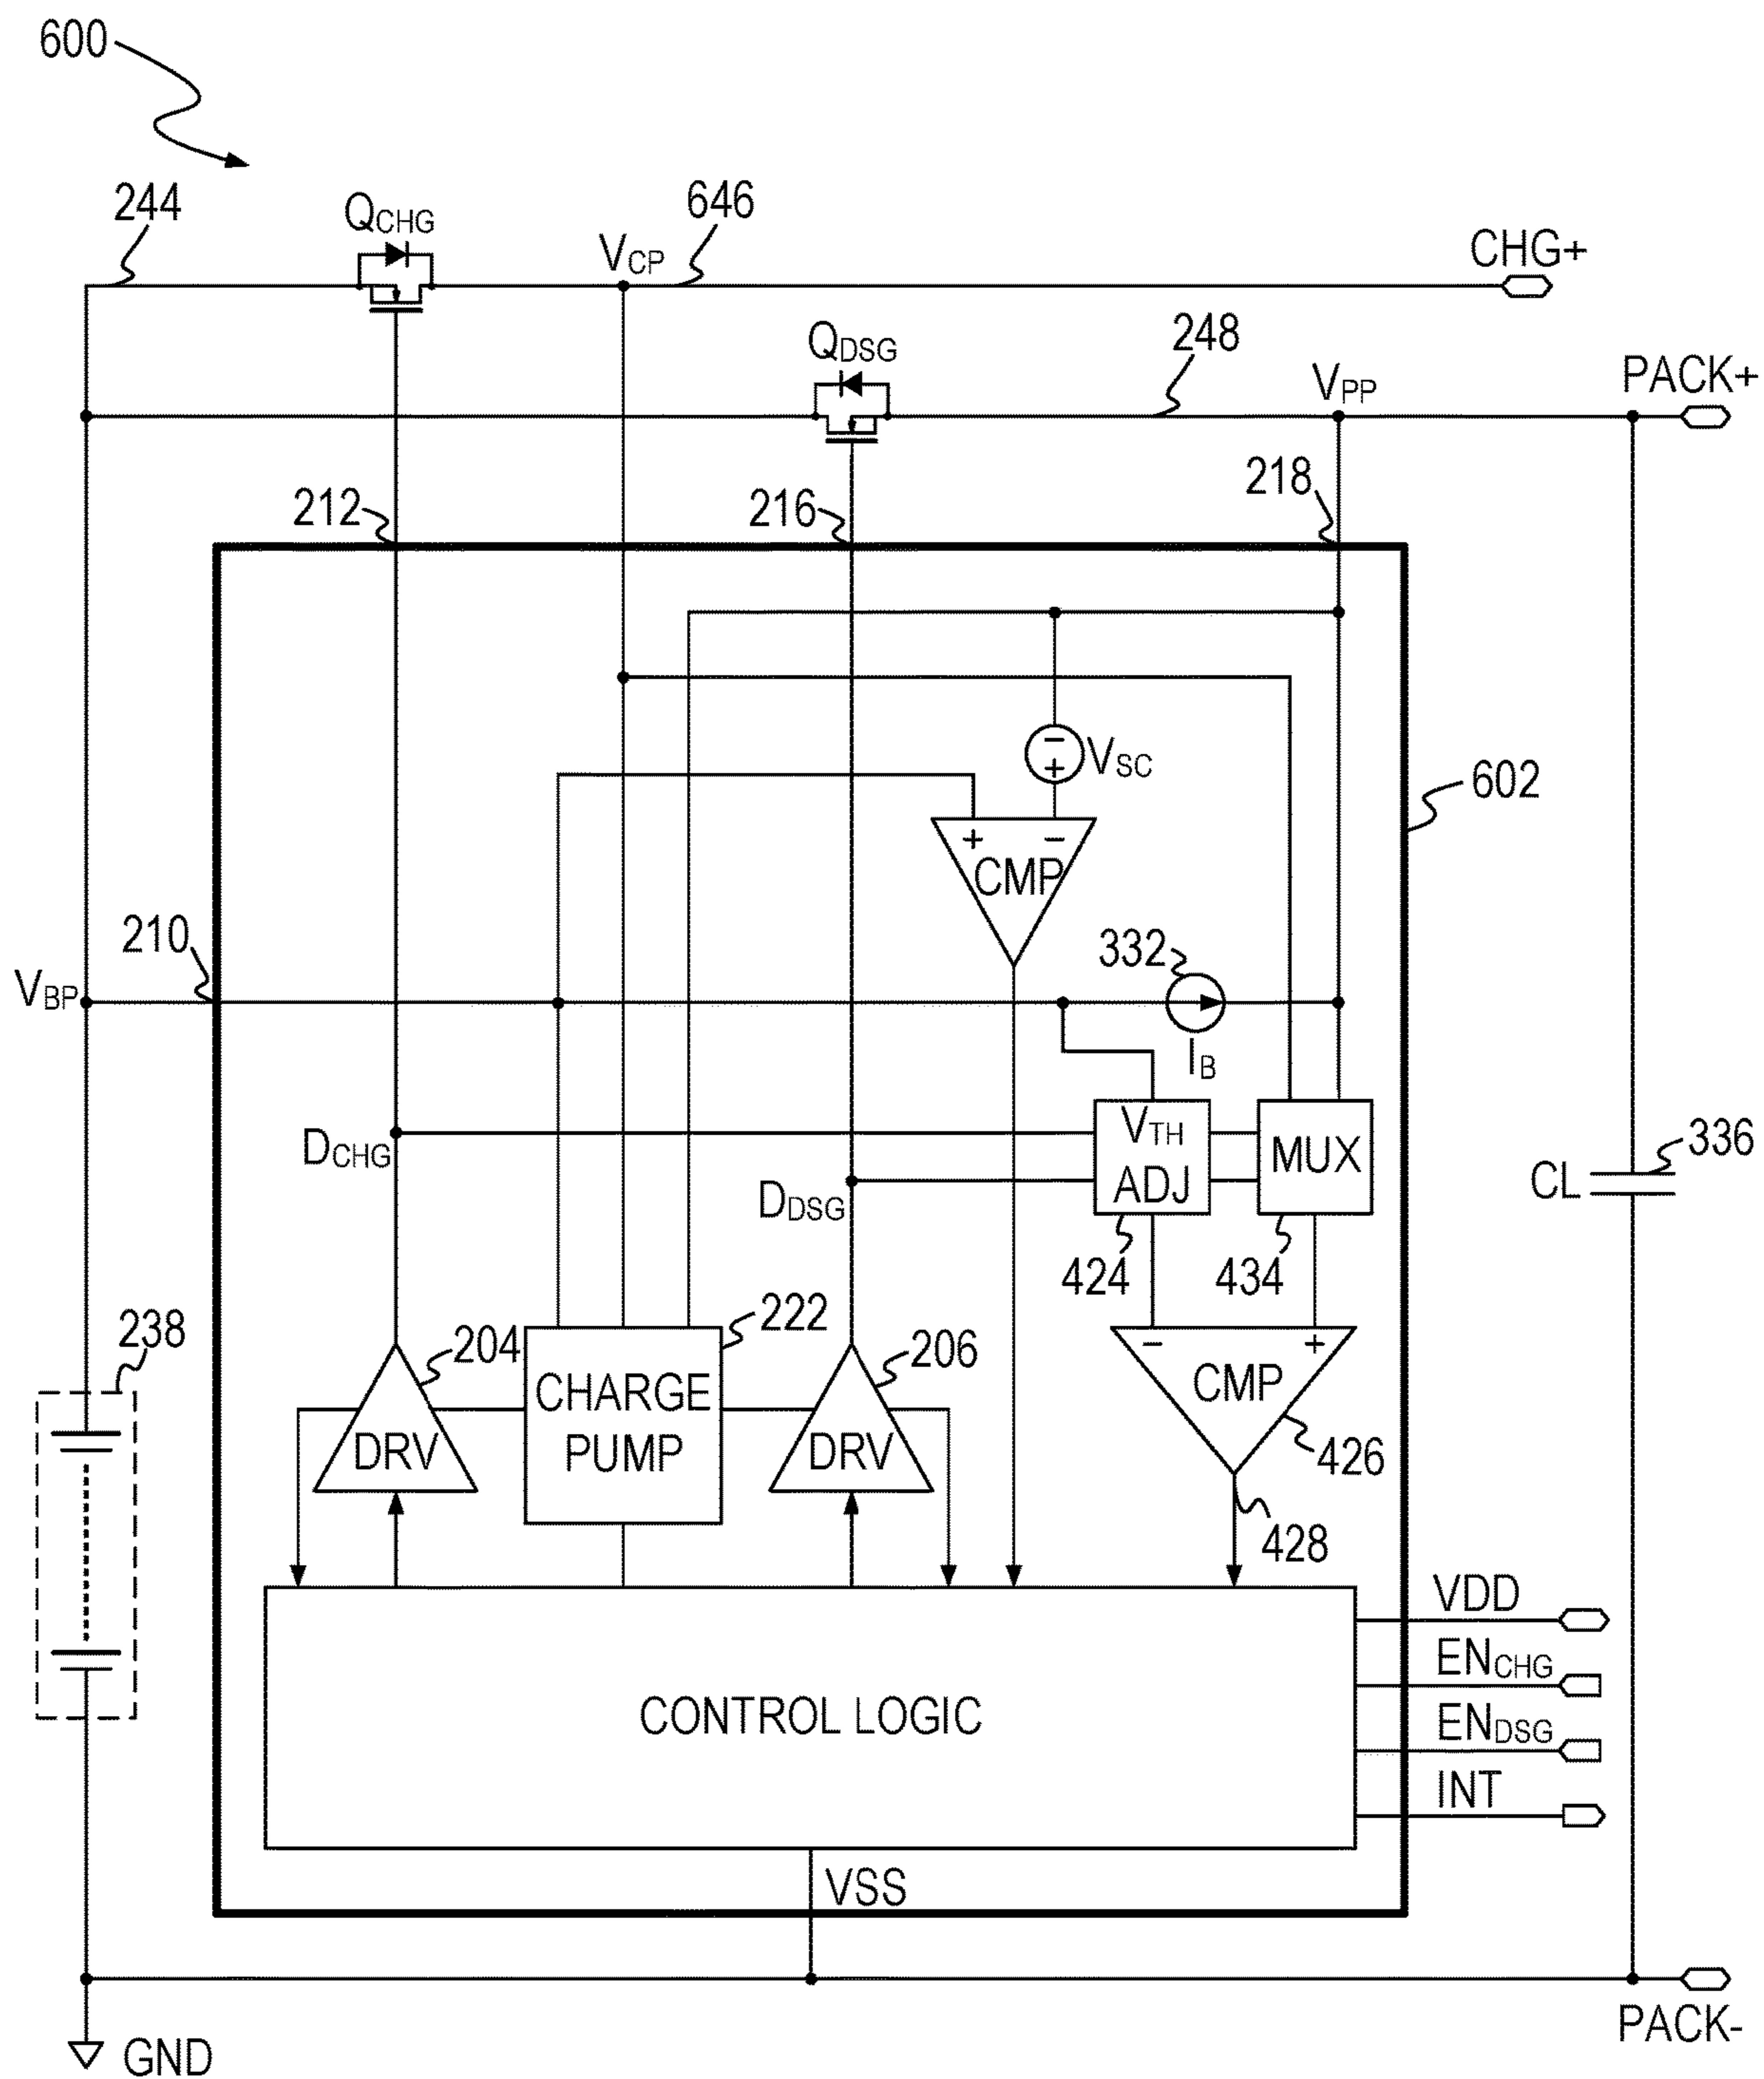 600
244
QCHG
VCP
646
CHG+
QDSG
248
VPP
PACK+
212
216
218
− + VSC
602
+ −
CMP
210
VBP
332
IB
DCHG
VTH
ADJ
MUX
336
CL
DDSG
424
434
238
204
222
206
CHARGE
PUMP
DRV
DRV
− +
CMP
426
428
VDD
ENCHG
ENDSG
INT
CONTROL LOGIC
VSS
PACK-
GND